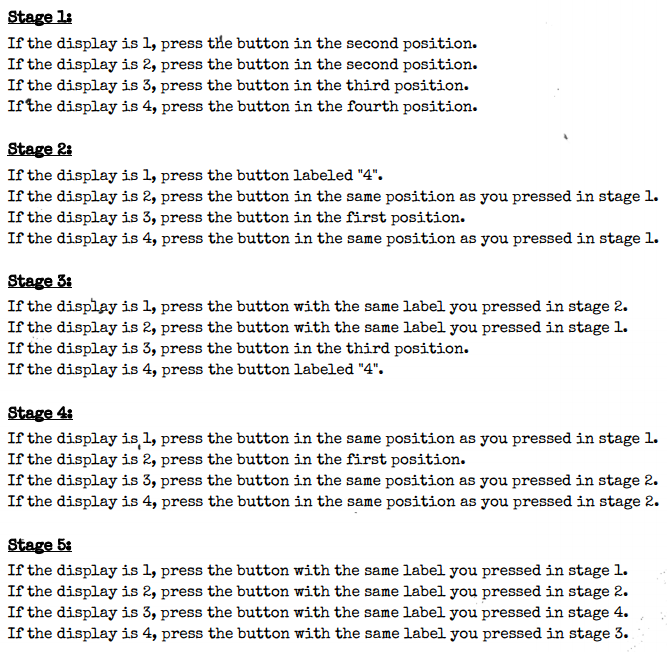 Stage 1:
If the display is 1, press the button in the second position.
If the display is 2, press the button in the second position.
If the display is 3, press the button in the third position.
If the display is 4, press the button in the fourth position.
Stage 2:
If the display is 1, press the button labeled "4".
If the display is 2, press the button in the same position as you pressed in stage 1.
If the display is 3, press the button in the first position.
If the display is 4, press the button in the same position as you pressed in stage 1.
Stage 3:
If the display is 1, press the button with the same label you pressed in stage 2.
If the display is 2, press the button with the same label you pressed in stage 1.
If the display is 3, press the button in the third position.
If the display is 4, press the button labeled "4".
Stage 4:
If the display is 1, press the button in the same position as you pressed in stage 1.
If the display is 2, press the button in the first position.
If the display is 3, press the button in the same position as you pressed in stage 2.
If the display is 4, press the button in the same position as you pressed in stage 2.
Stage 5:
If the display is 1, press the button with the same label you pressed in stage 1.
If the display is 2, press the button with the same label you pressed in stage 2.
If the display is 3, press the button with the same label you pressed in stage 4.
If the display is 4, press the button with the same label you pressed in stage 3.